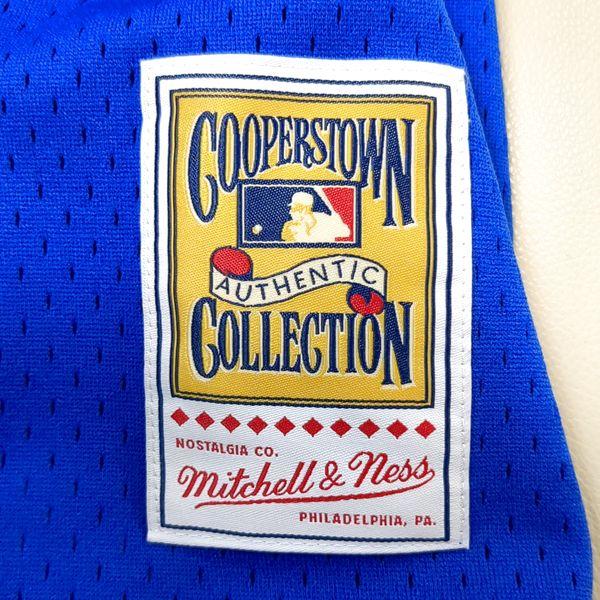 COOPERSTOWN
AUTHENTIC
COLLECTION
NOSTALGIA CO.
Mitchell & Ness
PHILADELPHIA, PA.